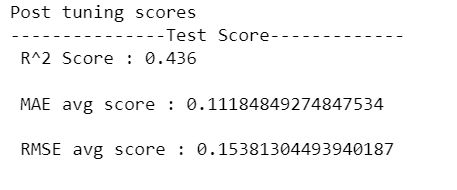 Post tuning scores
---------------Test Score-------------
R^2 Score : 0.436
MAE avg score : 0.11184849274847534
RMSE avg score : 0.15381304493940187